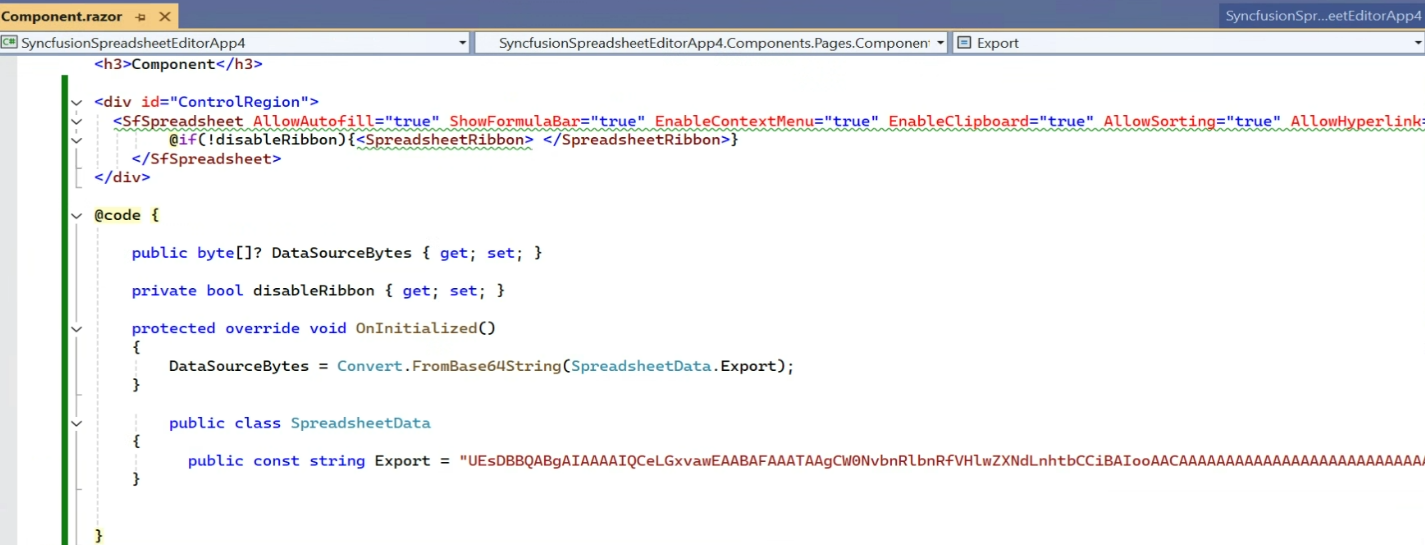 Component.razor
SyncfusionSpr...eetEditorApp4
SyncfusionSpreadsheetEditorApp4
SyncfusionSpreadsheetEditorApp4.Components.Pages.Component
Export
<h3>Component</h3>
<div id="ControlRegion">
<SfSpreadsheet AllowAutofill="true" ShowFormulaBar="true" EnableContextMenu="true" EnableClipboard="true" AllowSorting="true" AllowHyperlink=
@if(!disableRibbon){<SpreadsheetRibbon> </SpreadsheetRibbon>}
</SfSpreadsheet>
</div>
@code {
public byte[]? DataSourceBytes { get; set; }
private bool disableRibbon { get; set; }
protected override void OnInitialized()
{
DataSourceBytes = Convert.FromBase64String(SpreadsheetData.Export);
}
public class SpreadsheetData
{
public const string Export = "UEsDBBQABgAIAAAAIQCeLGxvawEAABAFAAATAAgCW0NvbnRlbnRfVHlwZXNdLnhtbCCiBAIooAACAAAAAAAAAAAAAAAAAAAAAAAAAAA
}
}